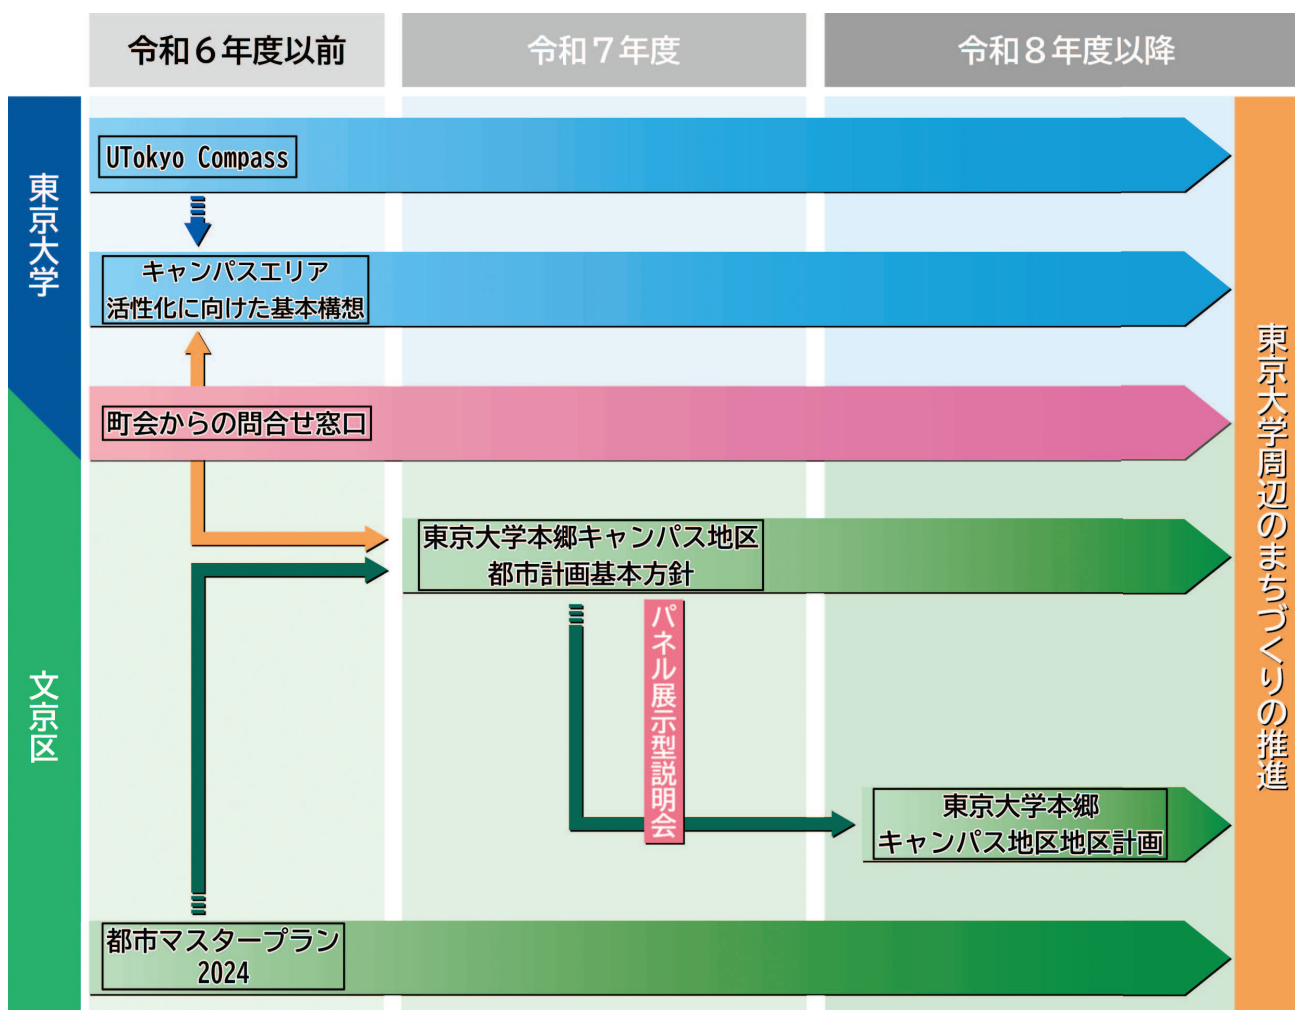 令和６年度以前
令和７年度
令和８年度以降
東京大学
UTokyo Compass
キャンパスエリア
活性化に向けた基本構想
町会からの問合せ窓口
文京区
東京大学本郷キャンパス地区
都市計画基本方針
パネル展示型説明会
東京大学本郷
キャンパス地区地区計画
都市マスタープラン
2024
東京大学周辺のまちづくりの推進